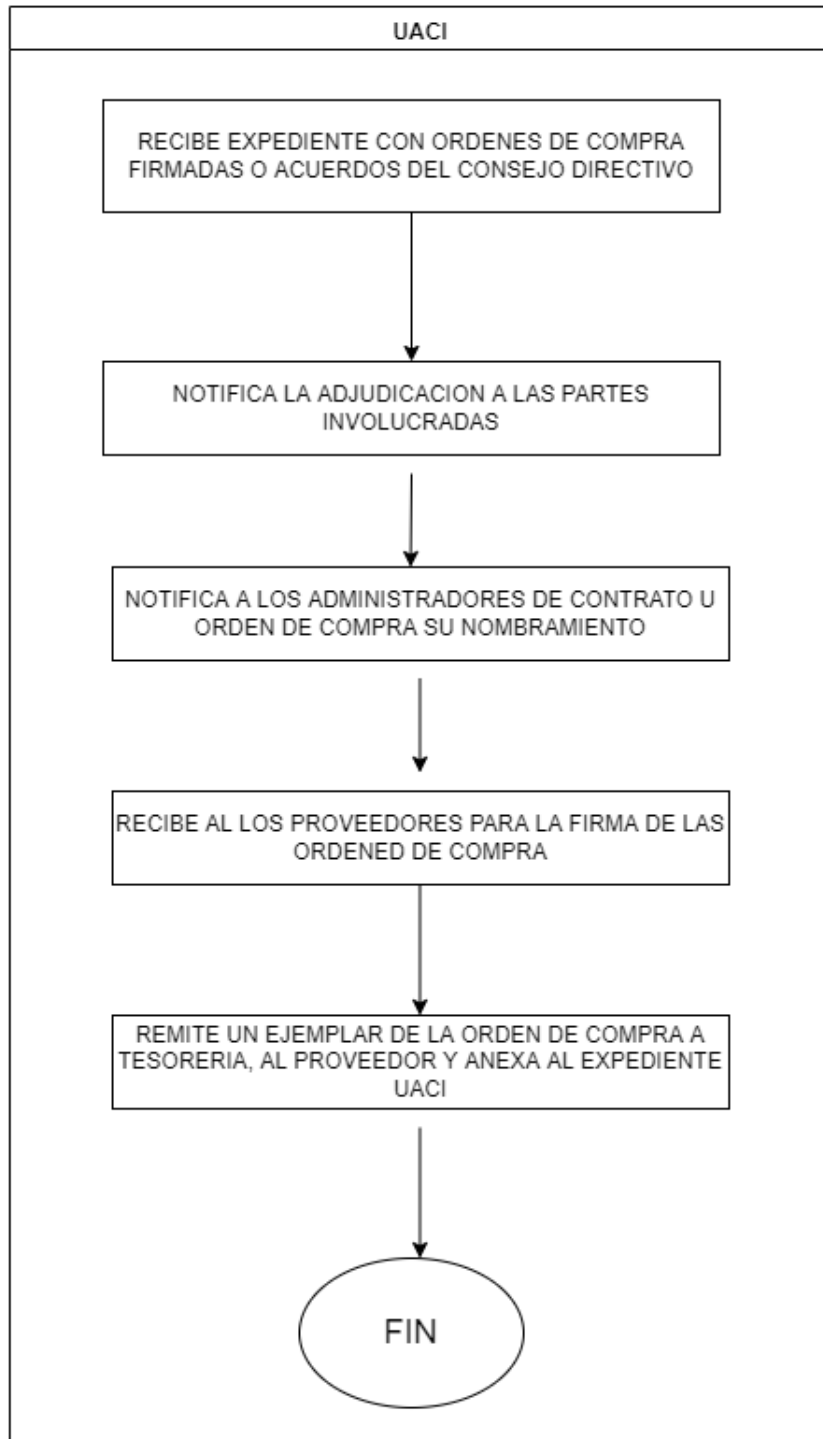 UACI
RECIBE EXPEDIENTE CON ORDENES DE COMPRA
FIRMADAS O ACUERDOS DEL CONSEJO DIRECTIVO
NOTIFICA LA ADJUDICACION A LAS PARTES
INVOLUCRADAS
NOTIFICA A LOS ADMINISTRADORES DE CONTRATO U
ORDEN DE COMPRA SU NOMBRAMIENTO
RECIBE AL LOS PROVEEDORES PARA LA FIRMA DE LAS
ORDENED DE COMPRA
REMITE UN EJEMPLAR DE LA ORDEN DE COMPRA A
TESORERIA, AL PROVEEDOR Y ANEXA AL EXPEDIENTE
UACI
FIN